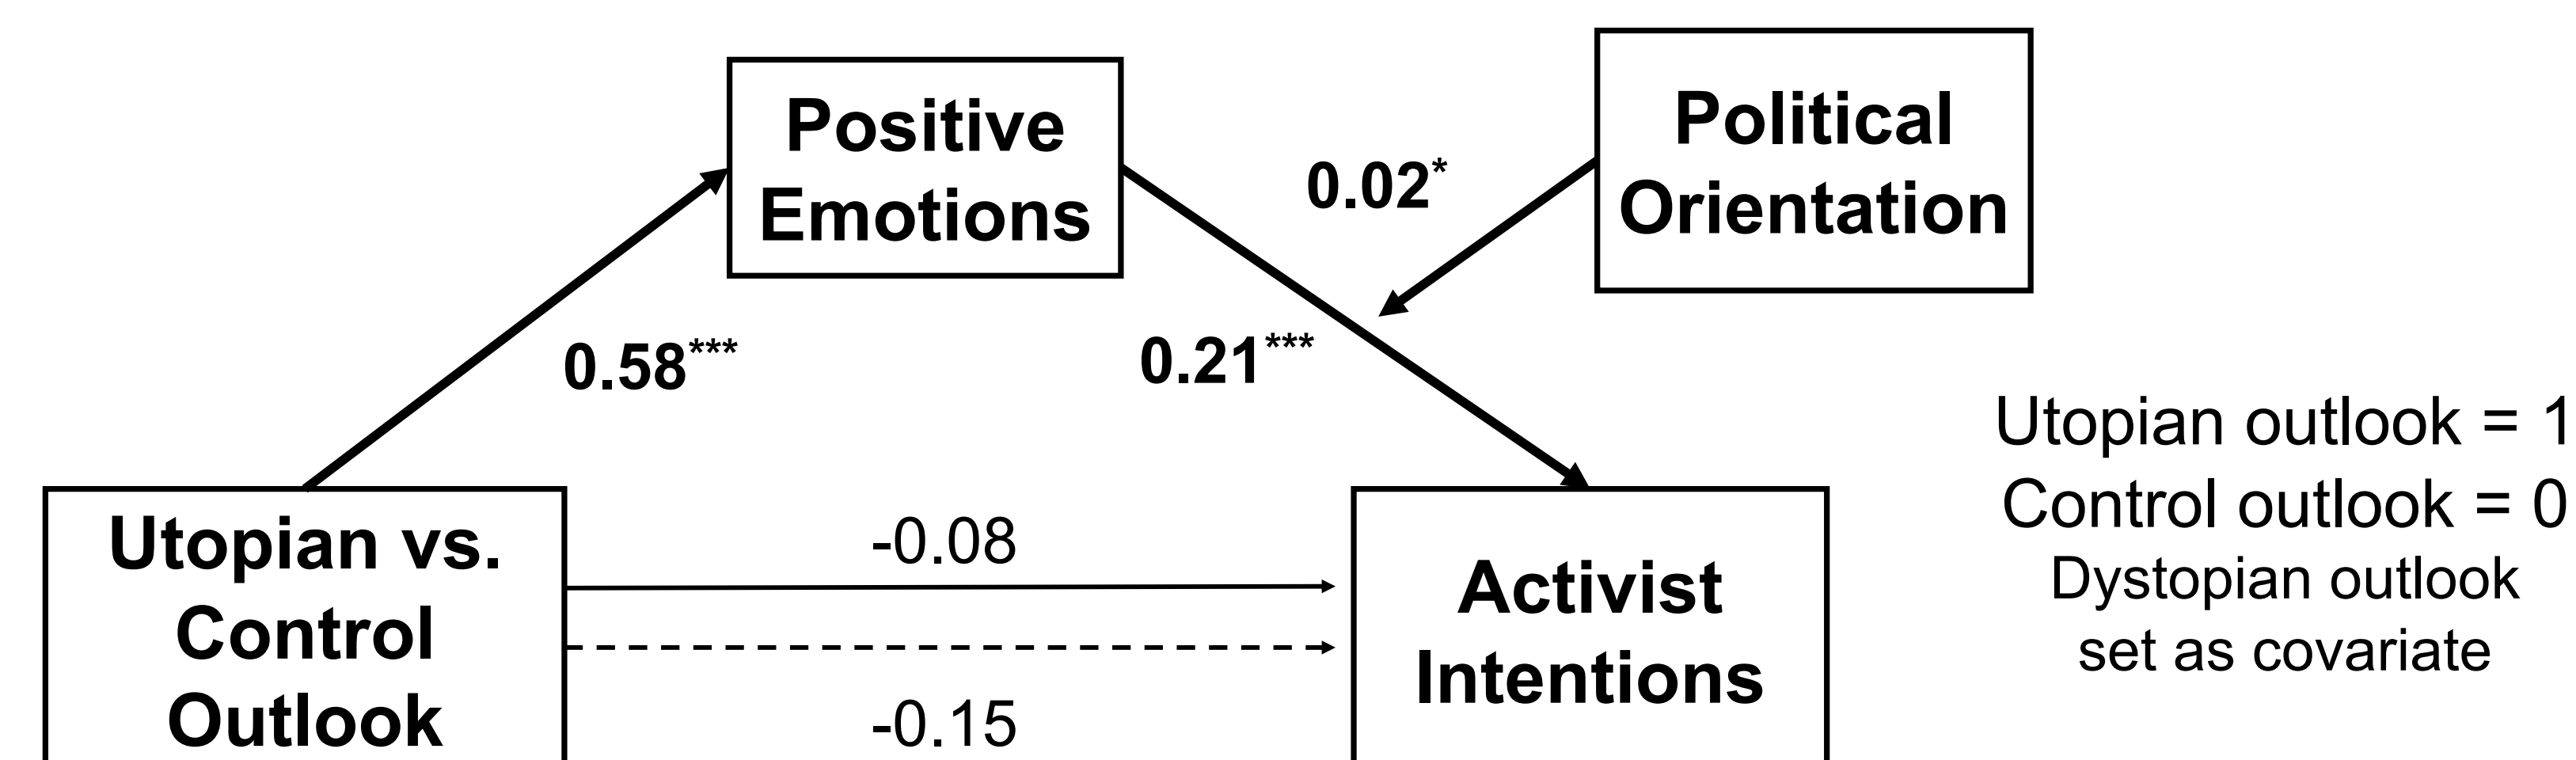 Positive
Emotions
Political
Orientation
0.02*
0.58***
0.21***
Utopian vs.
Control
Outlook
-0.08
-0.15
Activist
Intentions
Utopian outlook = 1
Control outlook = 0
Dystopian outlook
set as covariate